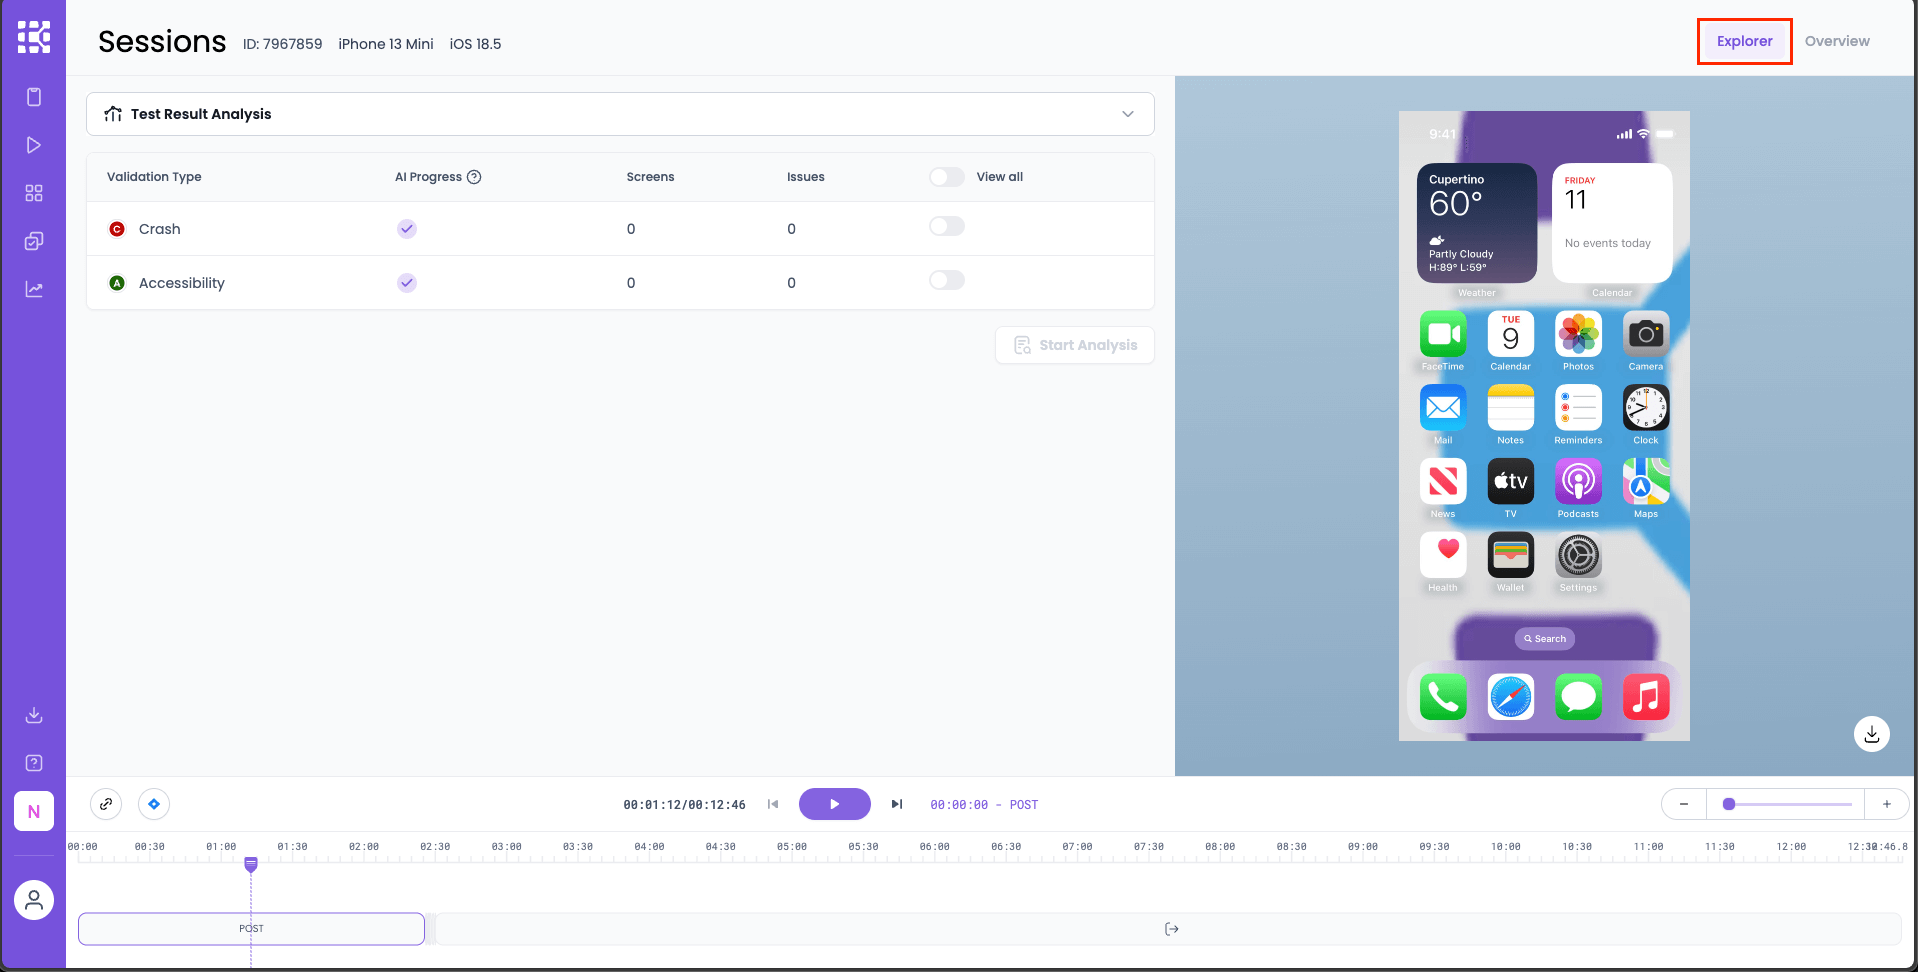 Sessions ID: 7967859 iPhone 13 Mini iOS 18.5
Explorer Overview
Test Result Analysis
Validation Type AI Progress Screens Issues View all
C Crash 0 0
A Accessibility 0 0
Start Analysis
9:41
Cupertino
60°
Partly Cloudy
H:89° L:59°
Weather
FRIDAY
11
No events today
Calendar
TUE
9
FaceTime Calendar Photos Camera
Mail Notes Reminders Clock
tv
News TV Podcasts Maps
Health Wallet Settings
Search
N
00:01:12/00:12:46 00:00:00 - POST
00:00 00:30 01:00 01:30 02:00 02:30 03:00 03:30 04:00 04:30 05:00 05:30 06:00 06:30 07:00 07:30 08:00 08:30 09:00 09:30 10:00 10:30 11:00 11:30 12:00
POST